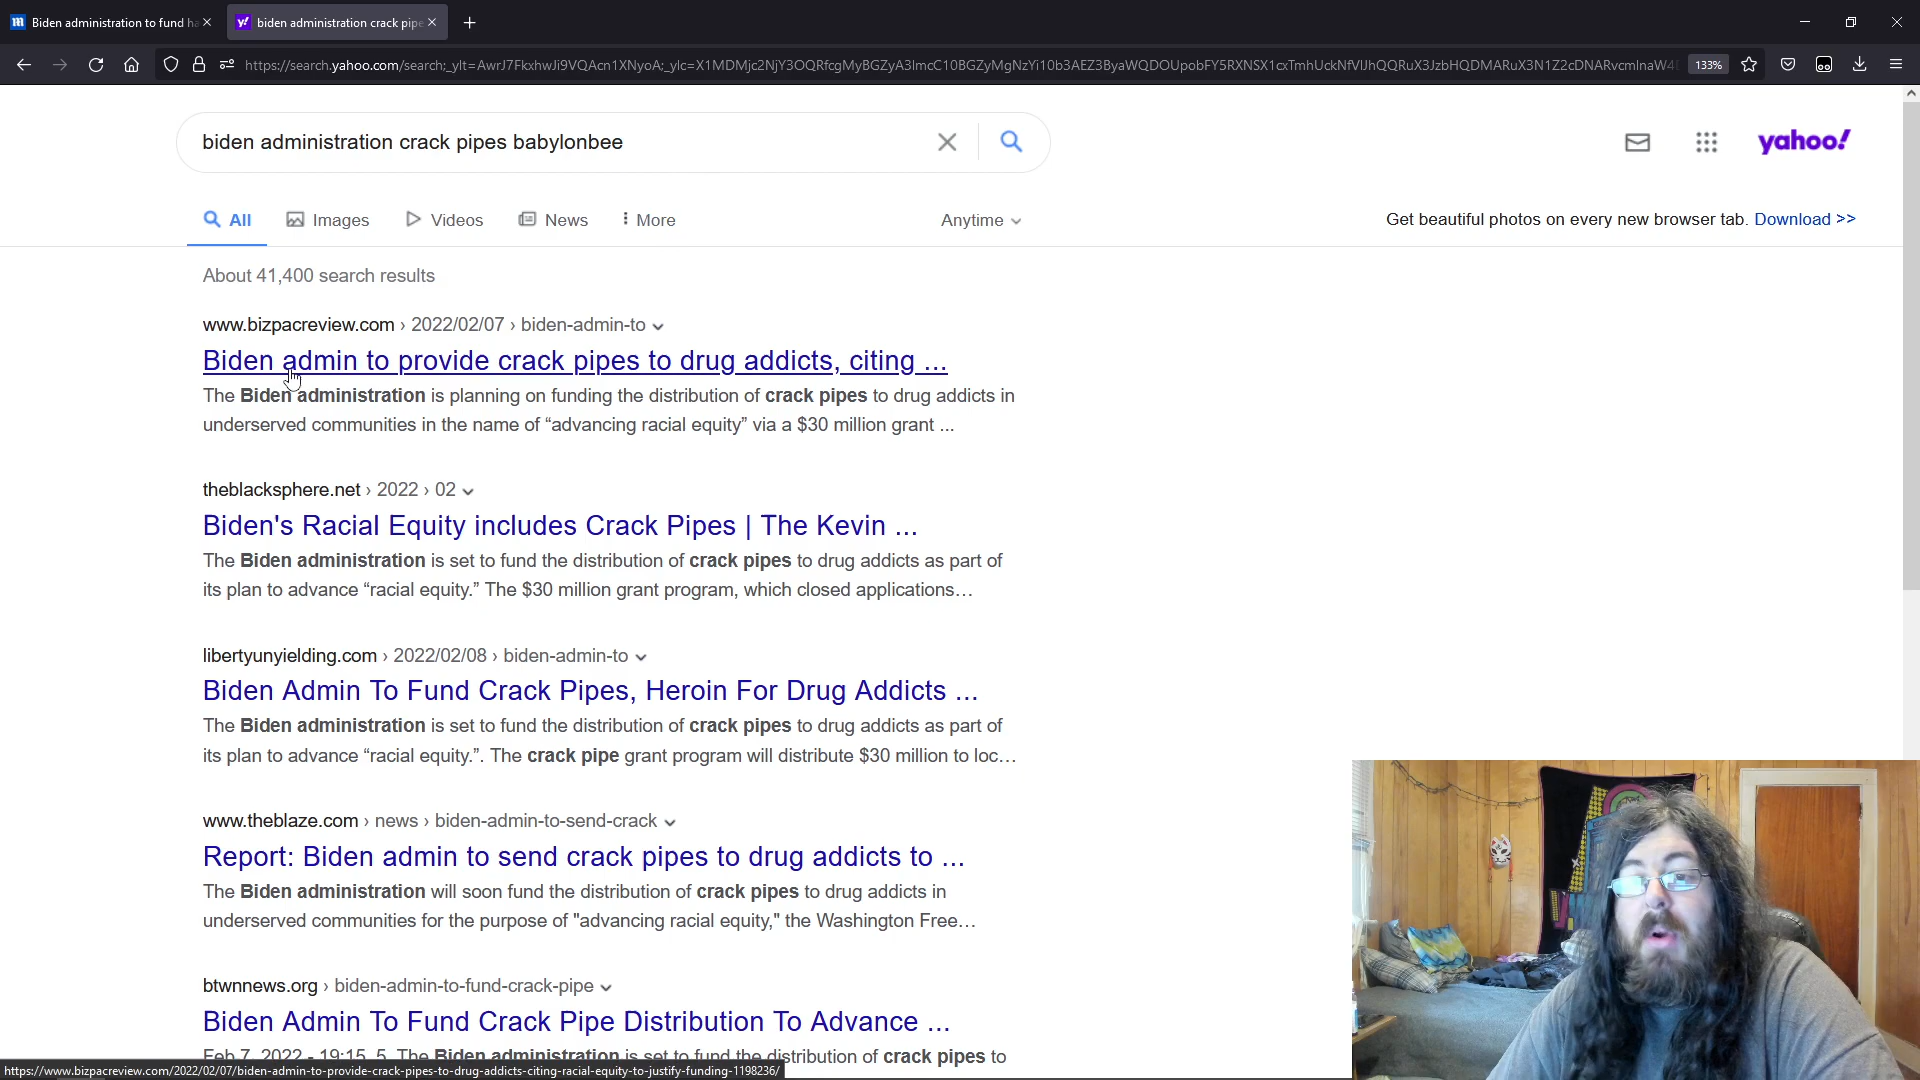 Biden administration to fund ha
biden administration crack pipe
https://search.yahoo.com/search;_ylt=
133%
biden administration crack pipes babylonbee
yahoo!
All Images Videos News More Anytime
Get beautiful photos on every new browser tab. Download >>
About 41,400 search results
www.bizpacreview.com › 2022/02/07 › biden-admin-to
Biden admin to provide crack pipes to drug addicts, citing ...
The Biden administration is planning on funding the distribution of crack pipes to drug addicts in
underserved communities in the name of “advancing racial equity” via a $30 million grant ...
theblacksphere.net › 2022 › 02
Biden's Racial Equity includes Crack Pipes | The Kevin ...
The Biden administration is set to fund the distribution of crack pipes to drug addicts as part of
its plan to advance “racial equity.” The $30 million grant program, which closed applications...
libertyunyielding.com › 2022/02/08 › biden-admin-to
Biden Admin To Fund Crack Pipes, Heroin For Drug Addicts ...
The Biden administration is set to fund the distribution of crack pipes to drug addicts as part of
its plan to advance “racial equity.”. The crack pipe grant program will distribute $30 million to loc...
www.theblaze.com › news › biden-admin-to-send-crack
Report: Biden admin to send crack pipes to drug addicts to ...
The Biden administration will soon fund the distribution of crack pipes to drug addicts in
underserved communities for the purpose of "advancing racial equity," the Washington Free...
btwnnews.org › biden-admin-to-fund-crack-pipe
Biden Admin To Fund Crack Pipe Distribution To Advance ...
Feb 7, 2022 - 19:15. 5. The Biden administration is set to fund the distribution of crack pipes to
https://www.bizpacreview.com/2022/02/07/biden-admin-to-provide-crack-pipes-to-drug-addicts-citing-racial-equity-to-justify-funding-1198236/